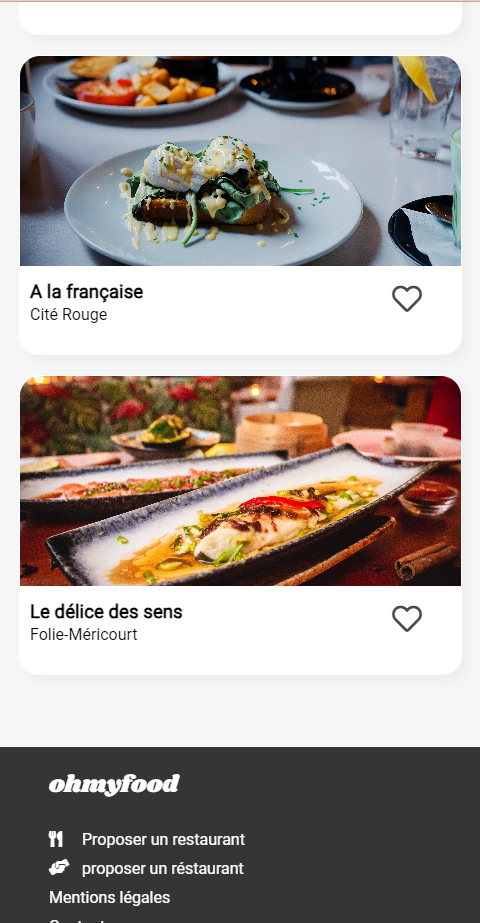 A la française
Cité Rouge
Le délice des sens
Folie-Méricourt
ohmyfood
Proposer un restaurant
proposer un réstaurant
Mentions légales